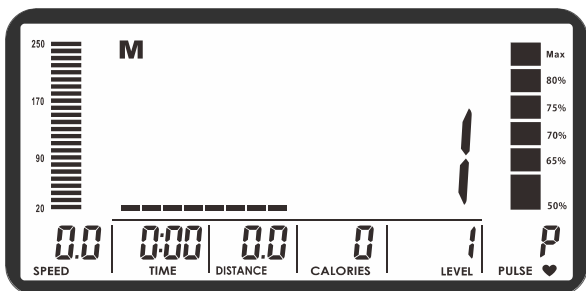 250
M
Max
80%
170
75%
1
70%
90
65%
20
50%
0.0
0:00
0.0
0
1
P
SPEED
TIME
DISTANCE
CALORIES
LEVEL
PULSE